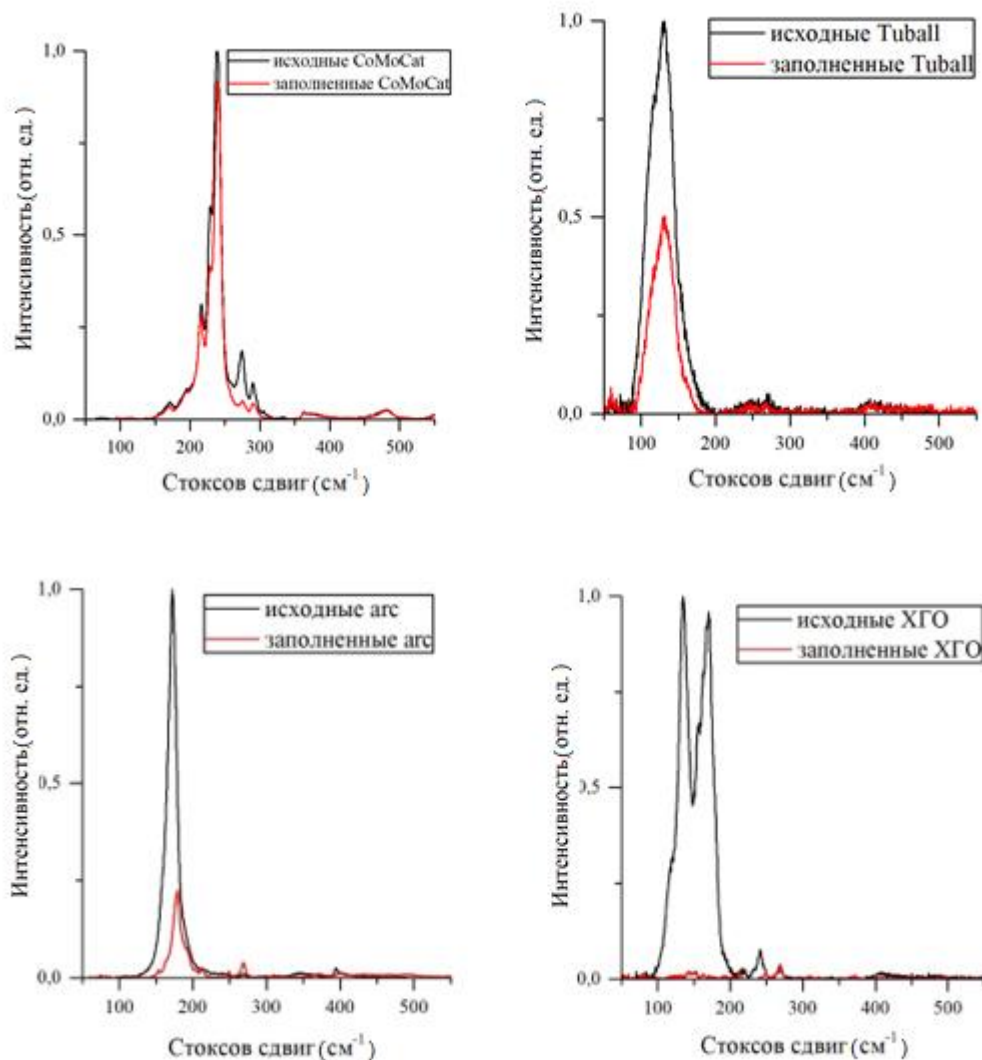 исходные CoMoCat
заполненные CoMoCat
1,0
0,5
0,0
100
200
300
400
500
Интенсивность(отн. ед.)
Стоксов сдвиг(см⁻¹)
исходные Tuball
заполненные Tuball
1,0
0,5
0,0
100
200
300
400
500
Интенсивность(отн. ед.)
Стоксов сдвиг(см⁻¹)
исходные arc
заполненные arc
1,0
0,5
0,0
100
200
300
400
500
Интенсивность(отн. ед.)
Стоксов сдвиг(см⁻¹)
исходные ХГО
заполненные ХГО
1,0
0,5
0,0
100
200
300
400
500
Интенсивность(отн. ед.)
Стоксов сдвиг(см⁻¹)